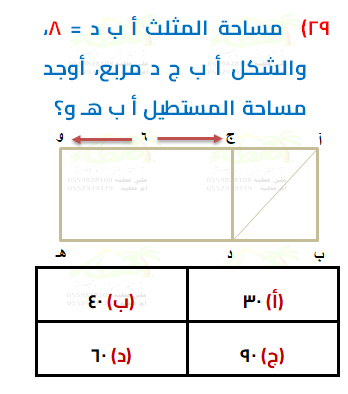 ٢٩) مساحة المثلث أ ب د = ٨،
والشكل أ ب ج د مربع، أوجد
مساحة المستطيل أ ب هـ و؟
أ ج ٦ و
ب د هـ
(أ) ٣٠ (ب) ٤٠
(ج) ٩٠ (د) ٦٠